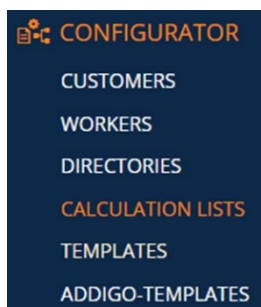 CONFIGURATOR
CUSTOMERS
WORKERS
DIRECTORIES
CALCULATION LISTS
TEMPLATES
ADDIGO-TEMPLATES